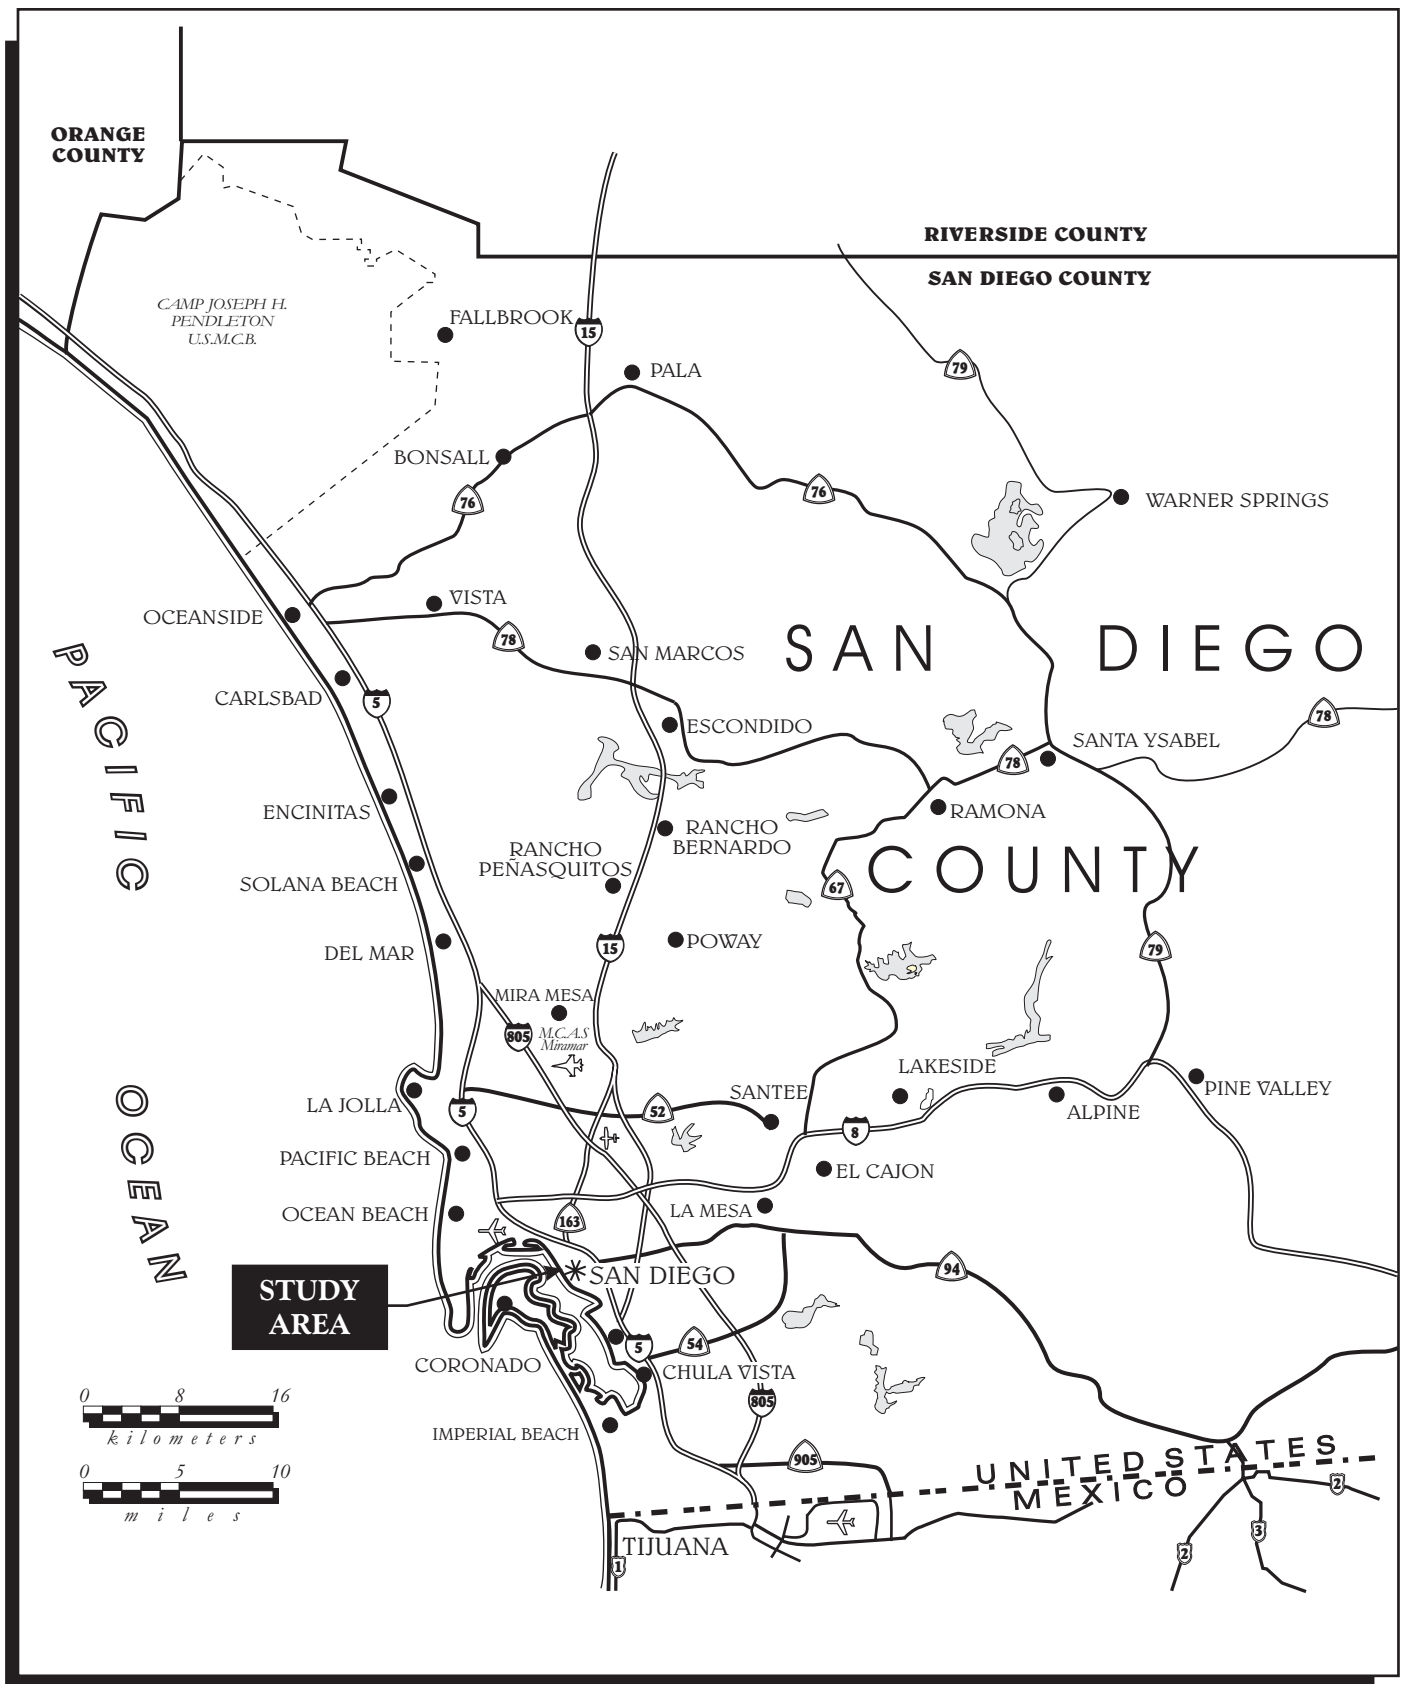 ORANGE
COUNTY
RIVERSIDE COUNTY
SAN DIEGO COUNTY
CAMP JOSEPH H.
PENDLETON
U.S.M.C.B.
FALLBROOK
15
79
PALA
BONSALL
76
76
WARNER SPRINGS
VISTA
OCEANSIDE
78
SAN MARCOS
SAN DIEGO
COUNTY
CARLSBAD
5
78
ESCONDIDO
SANTA YSABEL
78
PACIFIC
OCEAN
ENCINITAS
RAMONA
RANCHO
BERNARDO
RANCHO
PEÑASQUITOS
SOLANA BEACH
67
DEL MAR
15
POWAY
79
MIRA MESA
805
M.C.A.S
Miramar
LAKESIDE
PINE VALLEY
LA JOLLA
5
52
SANTEE
ALPINE
8
PACIFIC BEACH
EL CAJON
OCEAN BEACH
163
LA MESA
STUDY
AREA
SAN DIEGO
94
CORONADO
5
54
CHULA VISTA
805
IMPERIAL BEACH
905
UNITED STATES
MEXICO
2
3
2
TIJUANA
1
0 8 16
kilometers
0 5 10
miles